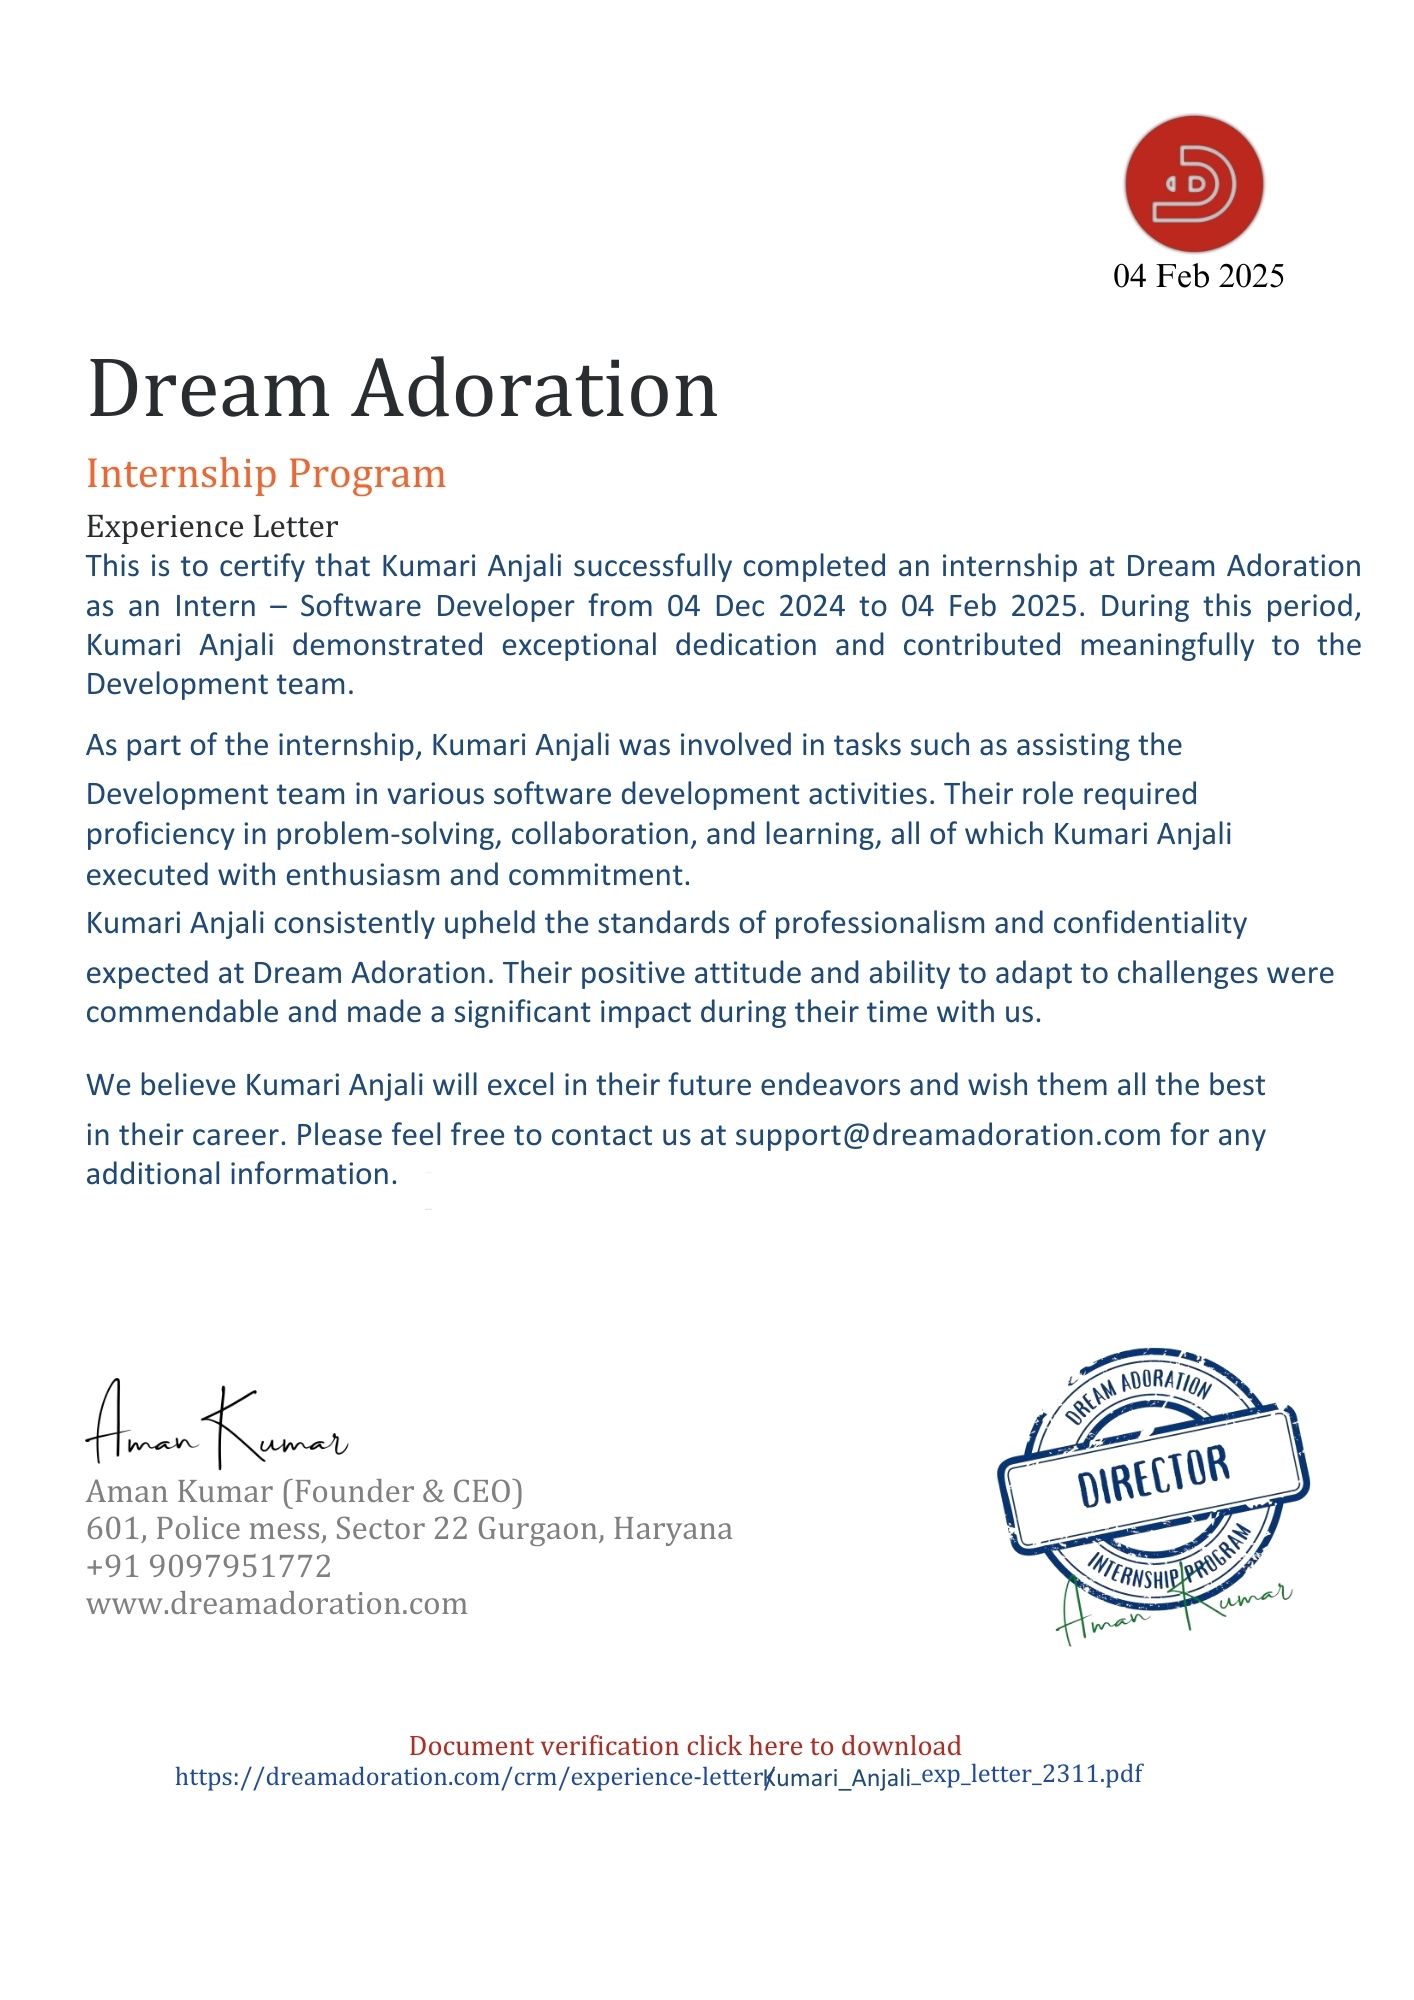 04 Feb 2025
Dream Adoration
Internship Program
Experience Letter
This is to certify that Kumari Anjali successfully completed an internship at Dream Adoration
as an Intern – Software Developer from 04 Dec 2024 to 04 Feb 2025. During this period,
Kumari Anjali demonstrated exceptional dedication and contributed meaningfully to the
Development team.
As part of the internship, Kumari Anjali was involved in tasks such as assisting the
Development team in various software development activities. Their role required
proficiency in problem-solving, collaboration, and learning, all of which Kumari Anjali
executed with enthusiasm and commitment.
Kumari Anjali consistently upheld the standards of professionalism and confidentiality
expected at Dream Adoration. Their positive attitude and ability to adapt to challenges were
commendable and made a significant impact during their time with us.
We believe Kumari Anjali will excel in their future endeavors and wish them all the best
in their career. Please feel free to contact us at support@dreamadoration.com for any
additional information.
Aman Kumar
Aman Kumar (Founder & CEO)
601, Police mess, Sector 22 Gurgaon, Haryana
+91 9097951772
www.dreamadoration.com
DREAM ADORATION
DIRECTOR
INTERNSHIP PROGRAM
Aman Kumar
Document verification click here to download
https://dreamadoration.com/crm/experience-letter/Kumari_Anjali_exp_letter_2311.pdf